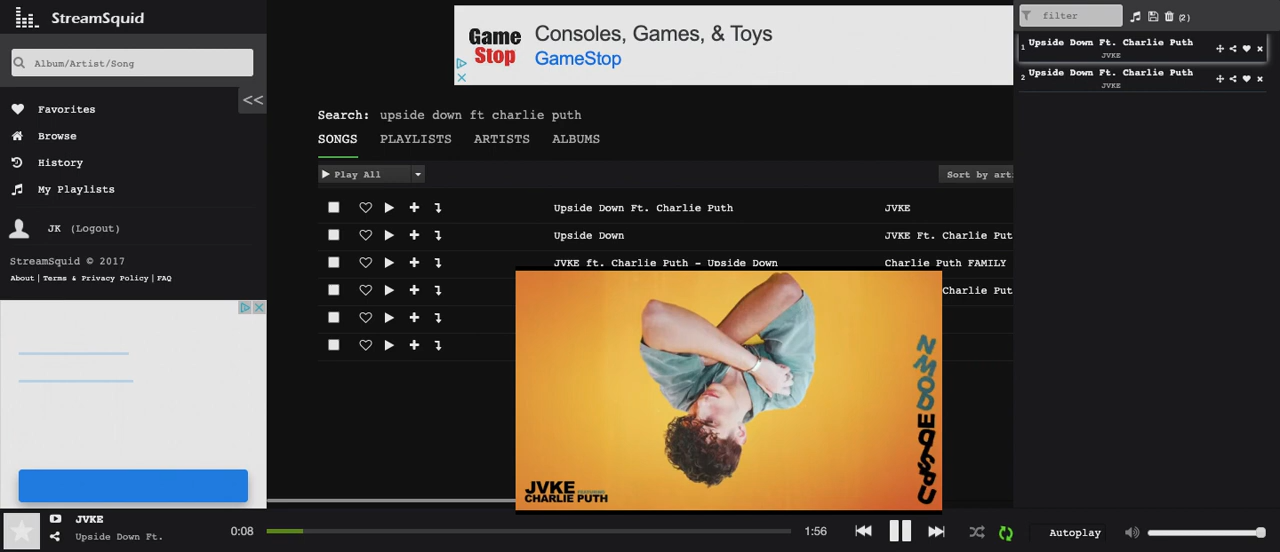 StreamSquid
Album/Artist/Song
<<
Favorites
Browse
History
My Playlists
JK (Logout)
StreamSquid © 2017
About | Terms & Privacy Policy | FAQ
Game
Stop
Consoles, Games, & Toys
GameStop
Search: upside down ft charlie puth
SONGS PLAYLISTS ARTISTS ALBUMS
Play All
Sort by arti
Upside Down Ft. Charlie Puth JVKE
Upside Down JVKE Ft. Charlie Put
JVKE ft. Charlie Puth - Upside Down Charlie Puth FAMILY
Charlie Put
UPSIDEDOWN
JVKE FEATURING
CHARLIE PUTH
filter
(2)
1 Upside Down Ft. Charlie Puth
JVKE
2 Upside Down Ft. Charlie Puth
JVKE
JVKE
Upside Down Ft.
0:08
1:56
Autoplay